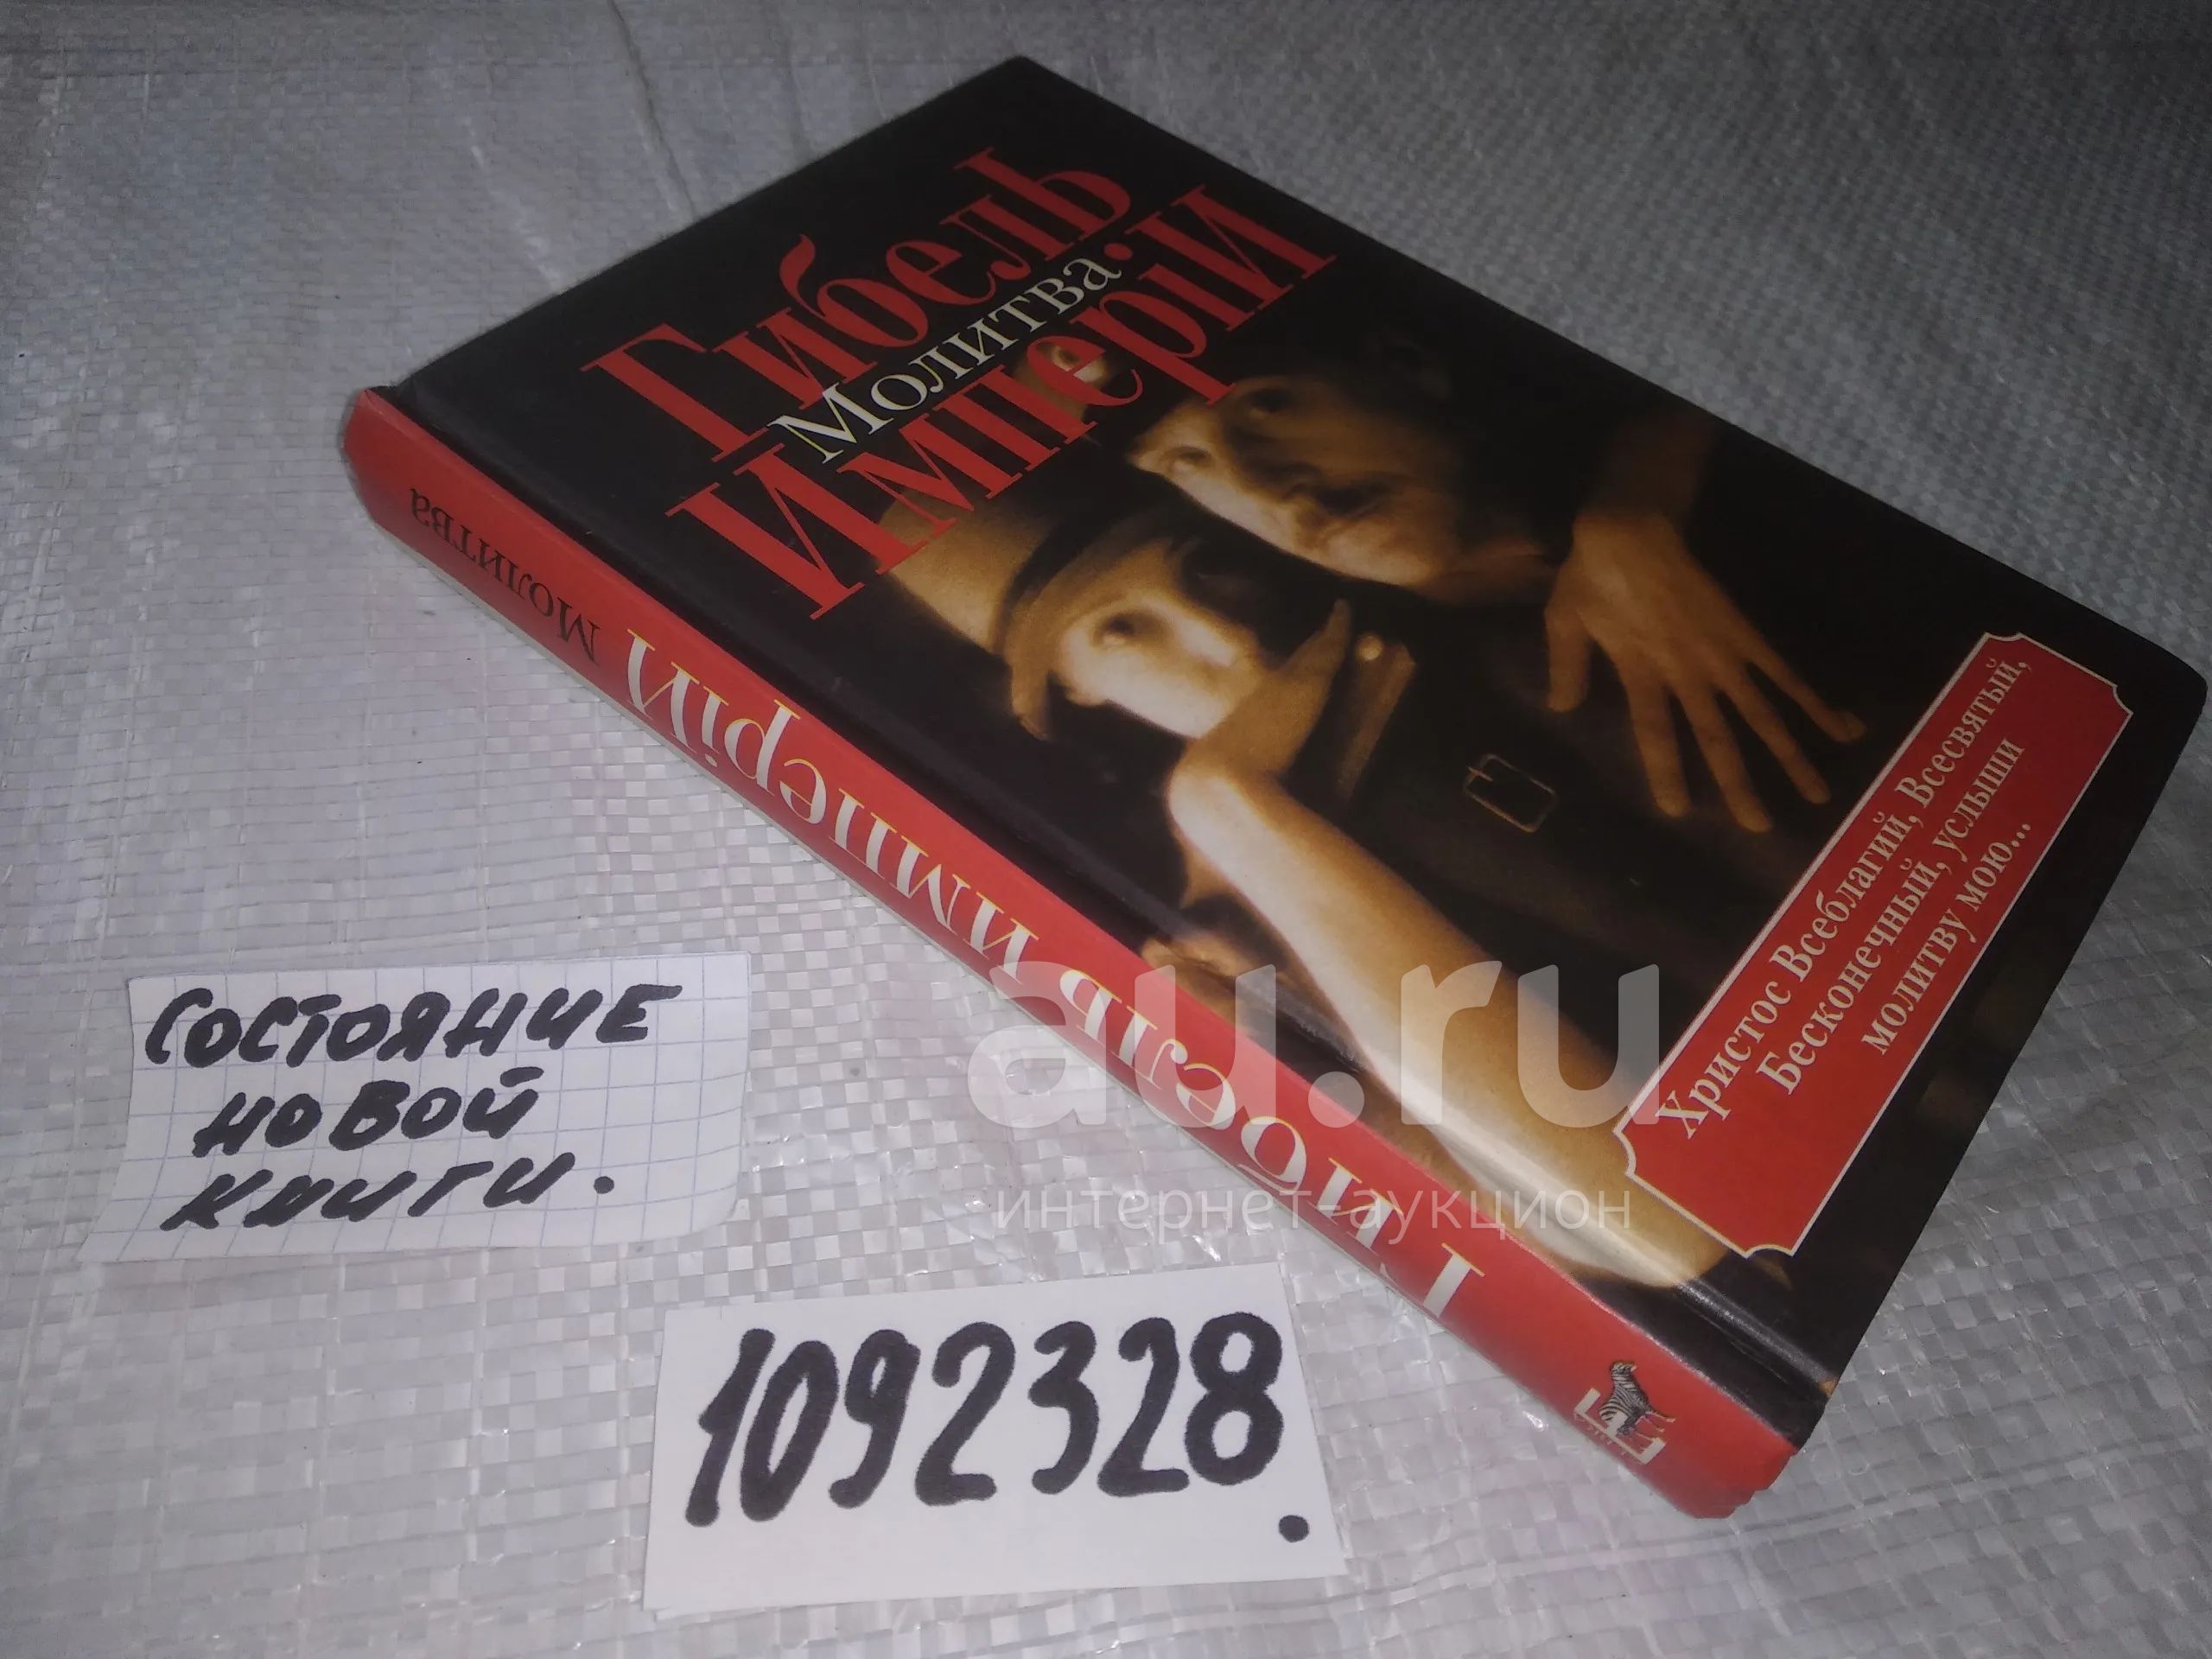 Гибель
Молитва.
Имперiи
Христос Всеблагий, Всесвятый,
Бесконечный, услыши
молитву мою...
Гибель Имперiи Молитва
au.ru
интернет-аукцион
СОСТОЯНИЕ
НОВОЙ
КНИГИ.
1092328.